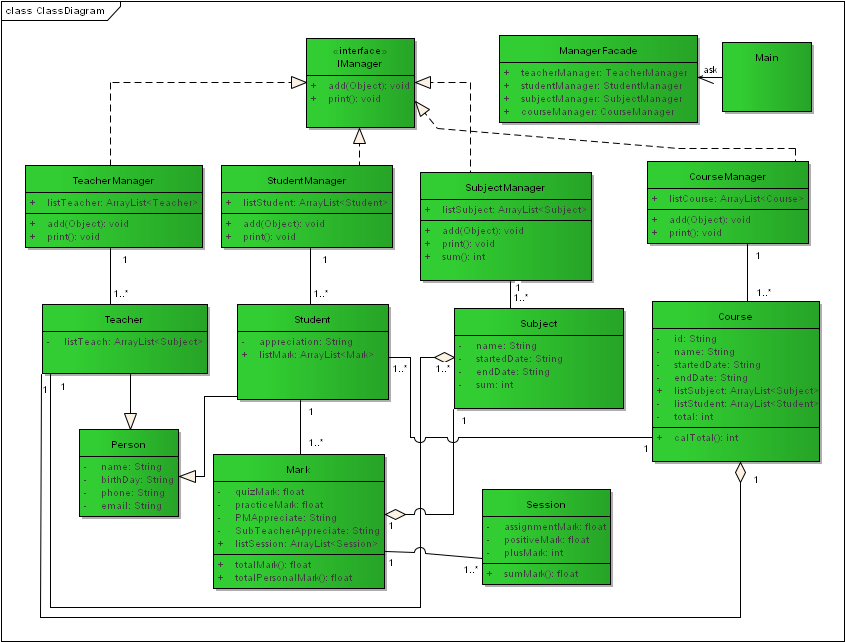 class ClassDiagram
«interface»
IManager
+ add(Object): void
+ print(): void
ManagerFacade
+ teacherManager: TeacherManager
+ studentManager: StudentManager
+ subjectManager: SubjectManager
+ courseManager: CourseManager
ask
Main
TeacherManager
+ listTeacher: ArrayList<Teacher>
+ add(Object): void
+ print(): void
StudentManager
+ listStudent: ArrayList<Student>
+ add(Object): void
+ print(): void
SubjectManager
+ listSubject: ArrayList<Subject>
+ add(Object): void
+ print(): void
+ sum(): int
CourseManager
+ listCourse: ArrayList<Course>
+ add(Object): void
+ print(): void
1
1..*
1
1..*
1
1..*
1
1..*
Teacher
- listTeach: ArrayList<Subject>
Student
- appreciation: String
+ listMark: ArrayList<Mark>
Subject
- name: String
- startedDate: String
- endDate: String
- sum: int
Course
- id: String
- name: String
- startedDate: String
- endDate: String
+ listSubject: ArrayList<Subject>
- listStudent: ArrayList<Student>
- total: int
+ calTotal(): int
1
1
1..*
1..*
1
1..*
1
1
1
Person
- name: String
- birthDay: String
- phone: String
- email: String
Mark
- quizMark: float
- practiceMark: float
- PMAppreciate: String
- SubTeacherAppreciate: String
+ listSession: ArrayList<Session>
+ totalMark(): float
+ totalPersonalMark(): float
1
1
1..*
Session
- assignmentMark: float
- positiveMark: float
- plusMark: int
+ sumMark(): float